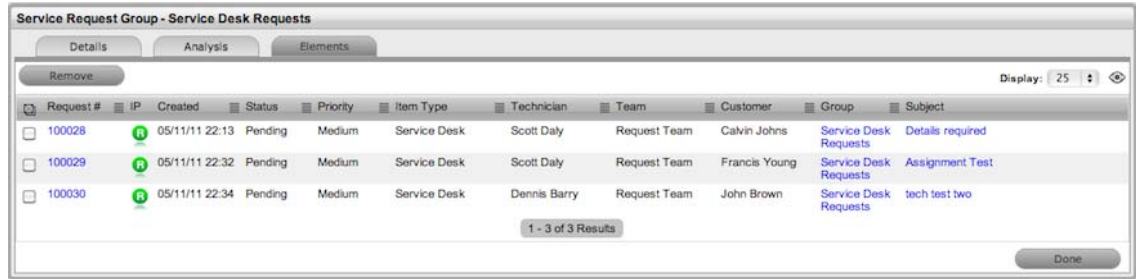 Service Request Group - Service Desk Requests
Details Analysis Elements
Remove Display: 25
Request # IP Created Status Priority Item Type Technician Team Customer Group Subject
100028 R 05/11/11 22:13 Pending Medium Service Desk Scott Daly Request Team Calvin Johns Service Desk Details required
Requests
100029 R 05/11/11 22:32 Pending Medium Service Desk Scott Daly Request Team Francis Young Service Desk Assignment Test
Requests
100030 R 05/11/11 22:34 Pending Medium Service Desk Dennis Barry Request Team John Brown Service Desk tech test two
Requests
1 - 3 of 3 Results
Done